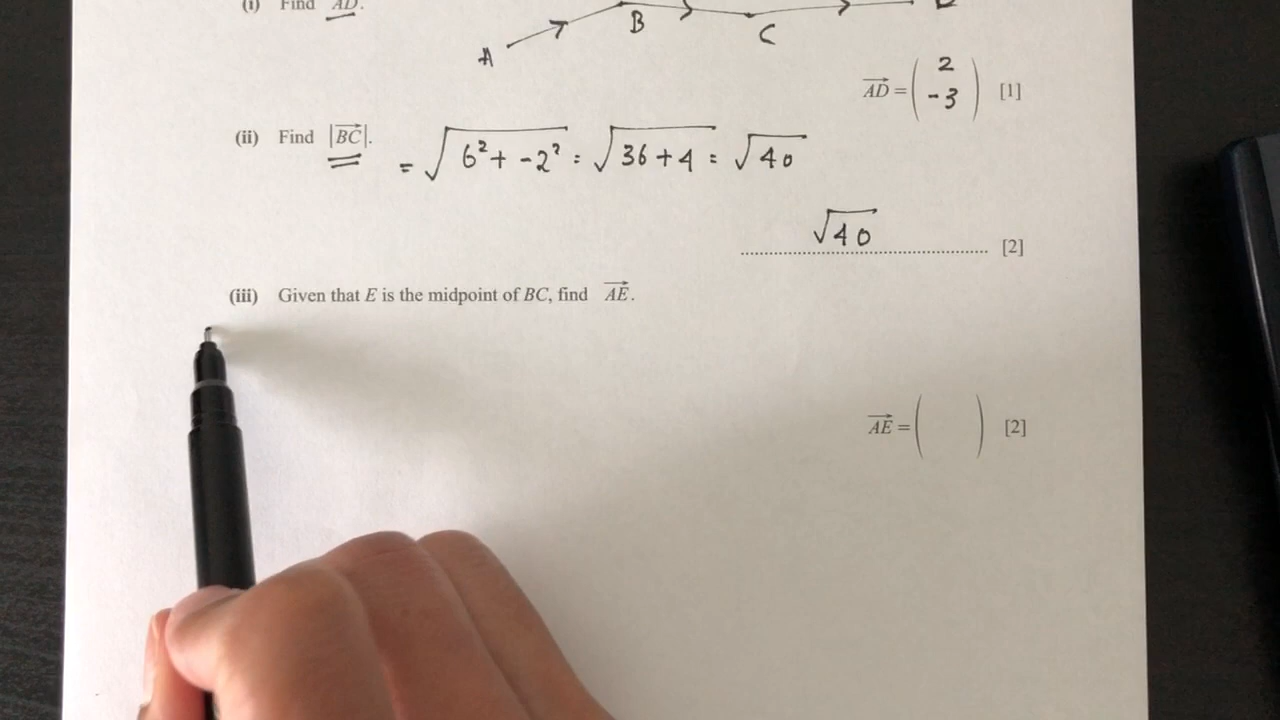 (i) Find AD.
A B C
AD = ( 2 -3 ) [1]
(ii) Find |BC|. = √6²+-2² = √36+4 = √40
√40 [2]
(iii) Given that E is the midpoint of BC, find AE.
AE = ( ) [2]